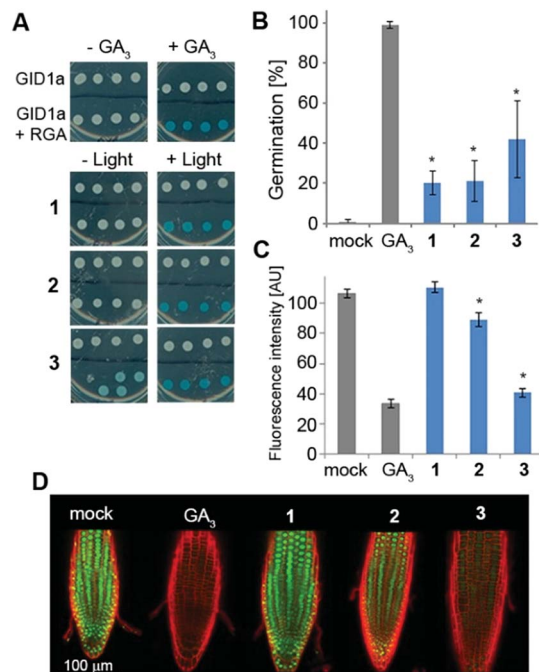 A
- GA3 + GA3
GID1a
GID1a
+ RGA
- Light + Light
1
2
3
B
Germination [%]
100
80
60
40
20
0
* * *
mock GA3 1 2 3
C
Fluorescence intensity [AU]
100
80
60
40
20
0
* *
mock GA3 1 2 3
D
mock GA3 1 2 3
100 μm